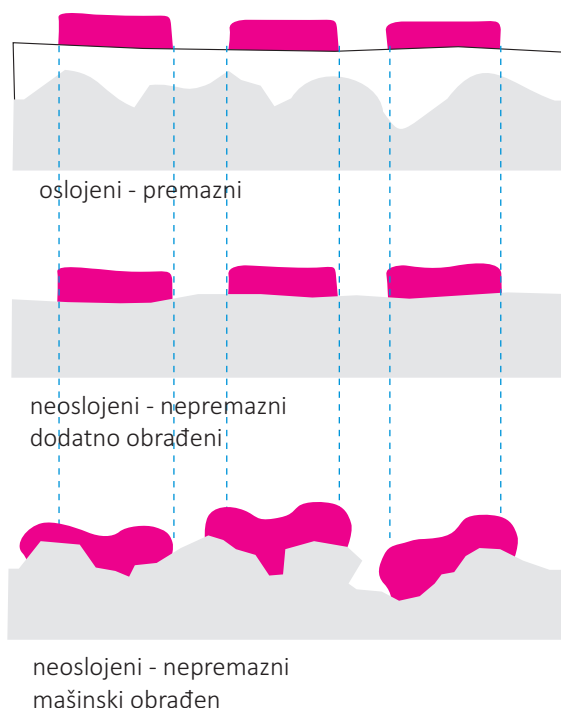 oslojeni - premazni
neoslojeni - nepremazni
dodatno obrađeni
neoslojeni - nepremazni
mašinski obrađen